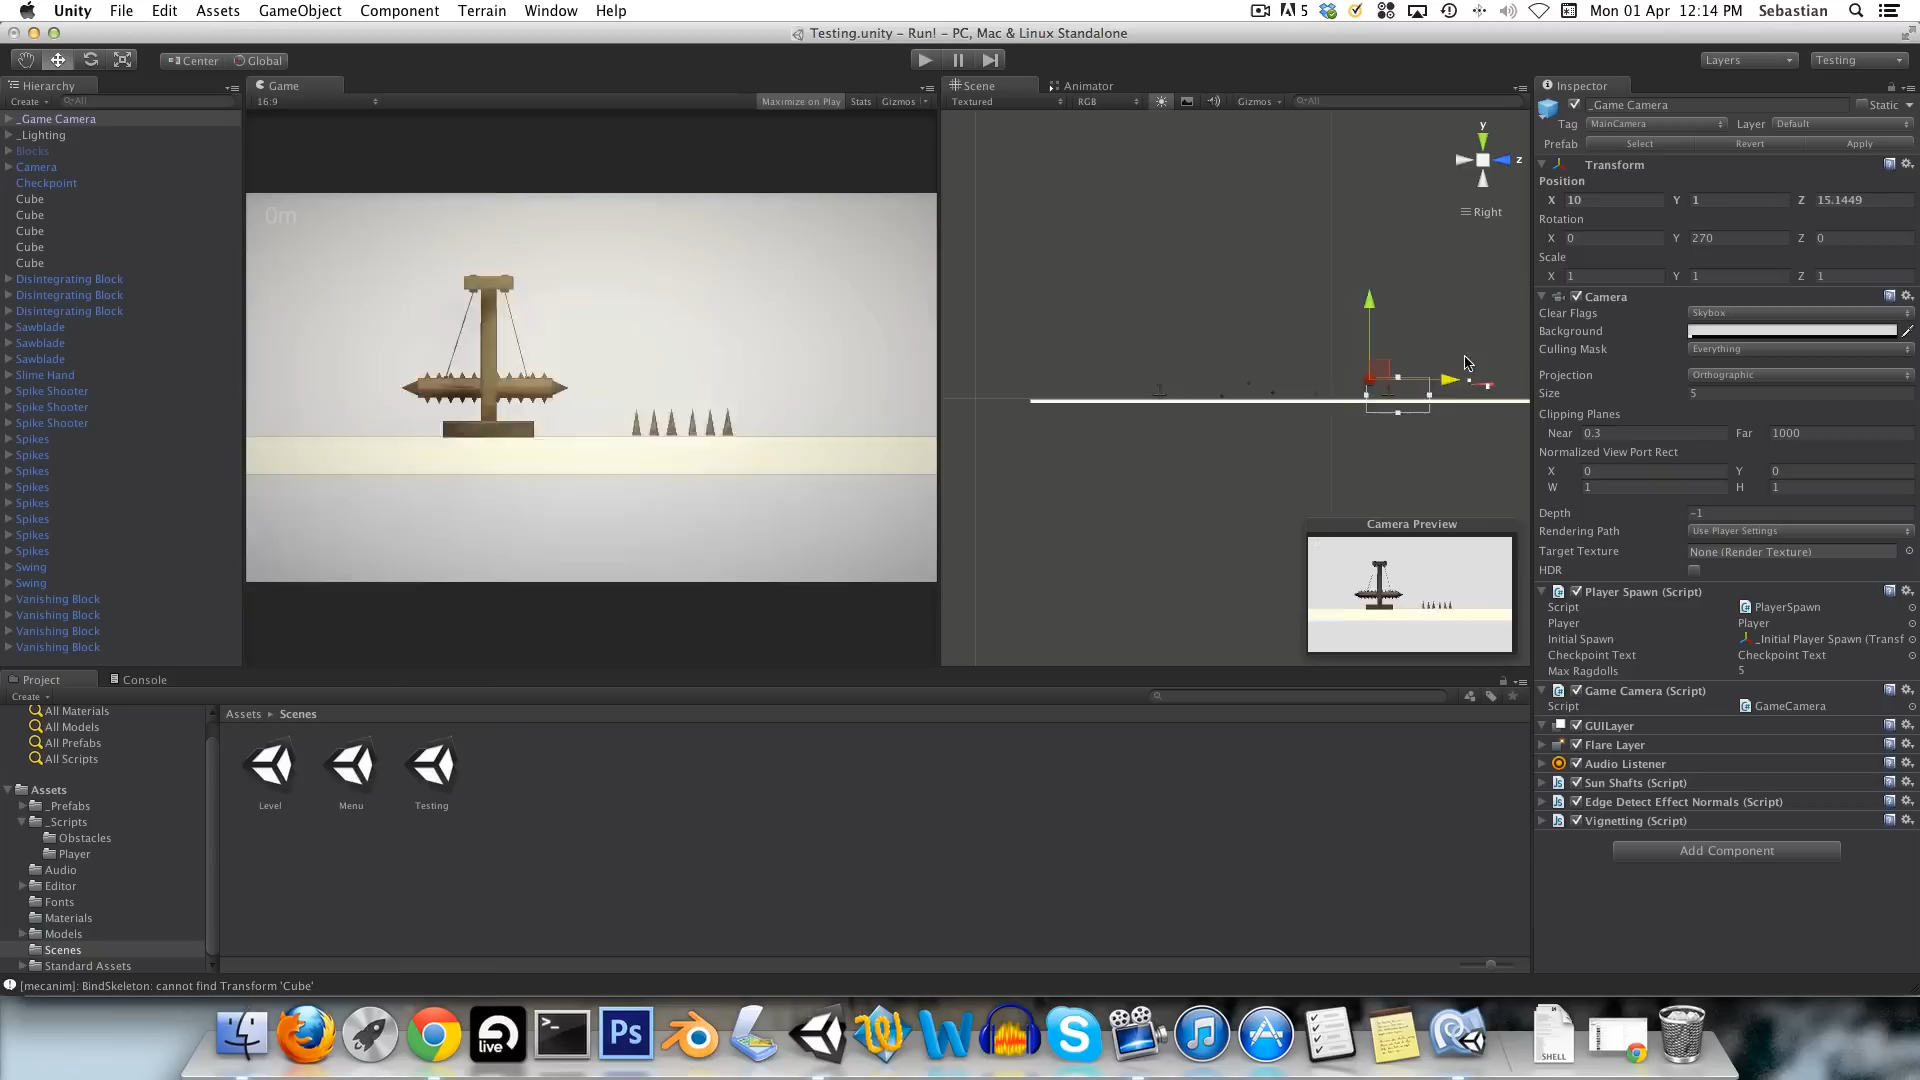 Unity File Edit Assets GameObject Component Terrain Window Help
5 Mon 01 Apr 12:14 PM Sebastian
Testing.unity – Run! – PC, Mac & Linux Standalone
Center Global
Layers Testing
Hierarchy
Create All
_Game Camera
_Lighting
Blocks
Camera
Checkpoint
Cube
Cube
Cube
Cube
Cube
Disintegrating Block
Disintegrating Block
Disintegrating Block
Sawblade
Sawblade
Sawblade
Slime Hand
Spike Shooter
Spike Shooter
Spike Shooter
Spikes
Spikes
Spikes
Spikes
Spikes
Spikes
Spikes
Spikes
Swing
Swing
Vanishing Block
Vanishing Block
Vanishing Block
Vanishing Block
Game
16:9 Maximize on Play Stats Gizmos
0m
Scene Animator
Textured RGB Gizmos All
y
z
Right
Camera Preview
Inspector
_Game Camera Static
Tag MainCamera Layer Default
Prefab Select Revert Apply
Transform
Position
X 10 Y 1 Z 15.1449
Rotation
X 0 Y 270 Z 0
Scale
X 1 Y 1 Z 1
Camera
Clear Flags Skybox
Background
Culling Mask Everything
Projection Orthographic
Size 5
Clipping Planes
Near 0.3 Far 1000
Normalized View Port Rect
X 0 Y 0
W 1 H 1
Depth -1
Rendering Path Use Player Settings
Target Texture None (Render Texture)
HDR
Player Spawn (Script)
Script PlayerSpawn
Player Player
Initial Spawn _Initial Player Spawn (Transf
Checkpoint Text Checkpoint Text
Max Ragdolls 5
Game Camera (Script)
Script GameCamera
GUILayer
Flare Layer
Audio Listener
Sun Shafts (Script)
Edge Detect Effect Normals (Script)
Vignetting (Script)
Add Component
Project Console
Create
All Materials
All Models
All Prefabs
All Scripts
Assets
_Prefabs
_Scripts
Obstacles
Player
Audio
Editor
Fonts
Materials
Models
Scenes
Standard Assets
Assets ▸ Scenes
Level Menu Testing
[mecanim]: BindSkeleton: cannot find Transform 'Cube'
live
Ps
W
SHELL